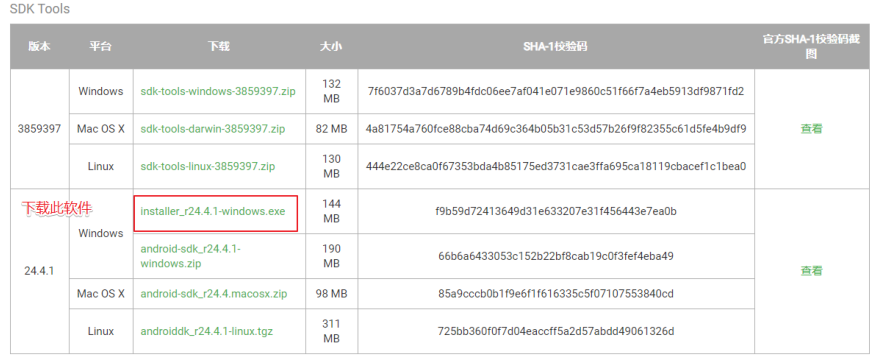 SDK Tools
版本 平台 下载 大小 SHA-1校验码 官方SHA-1校验码截
图
Windows sdk-tools-windows-3859397.zip 132
MB 7f6037d3a7d6789b4fdc06ee7af041e071e9860c51f66f7a4eb5913df9871fd2
3859397 Mac OS X sdk-tools-darwin-3859397.zip 82 MB 4a81754a760fce88cba74d69c364b05b31c53d57b26f9f82355c61d5fe4b9df9 查看
Linux sdk-tools-linux-3859397.zip 130
MB 444e22ce8ca0f67353bda4b85175ed3731cae3ffa695ca18119cbacef1c1bea0
下载此软件 installer_r24.4.1-windows.exe 144
MB f9b59d72413649d31e633207e31f456443e7ea0b
Windows
android-sdk_r24.4.1-
windows.zip 190
MB 66b6a6433053c152b22bf8cab19c0f3fef4eba49
24.4.1 查看
Mac OS X android-sdk_r24.4.macosx.zip 98 MB 85a9cccb0b1f9e6f1f616335c5f07107553840cd
Linux androiddk_r24.4.1-linux.tgz 311
MB 725bb360f0f7d04eaccff5a2d57abdd49061326d